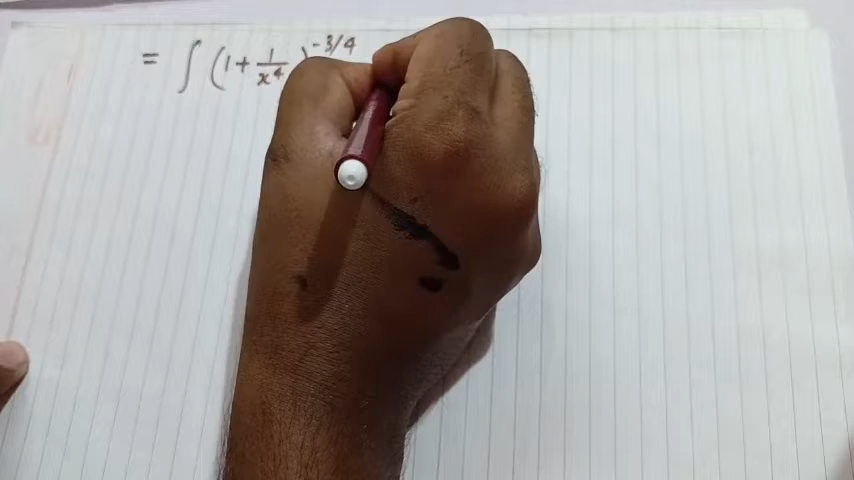 = ∫ (1 + 1/x⁴)^-3/4